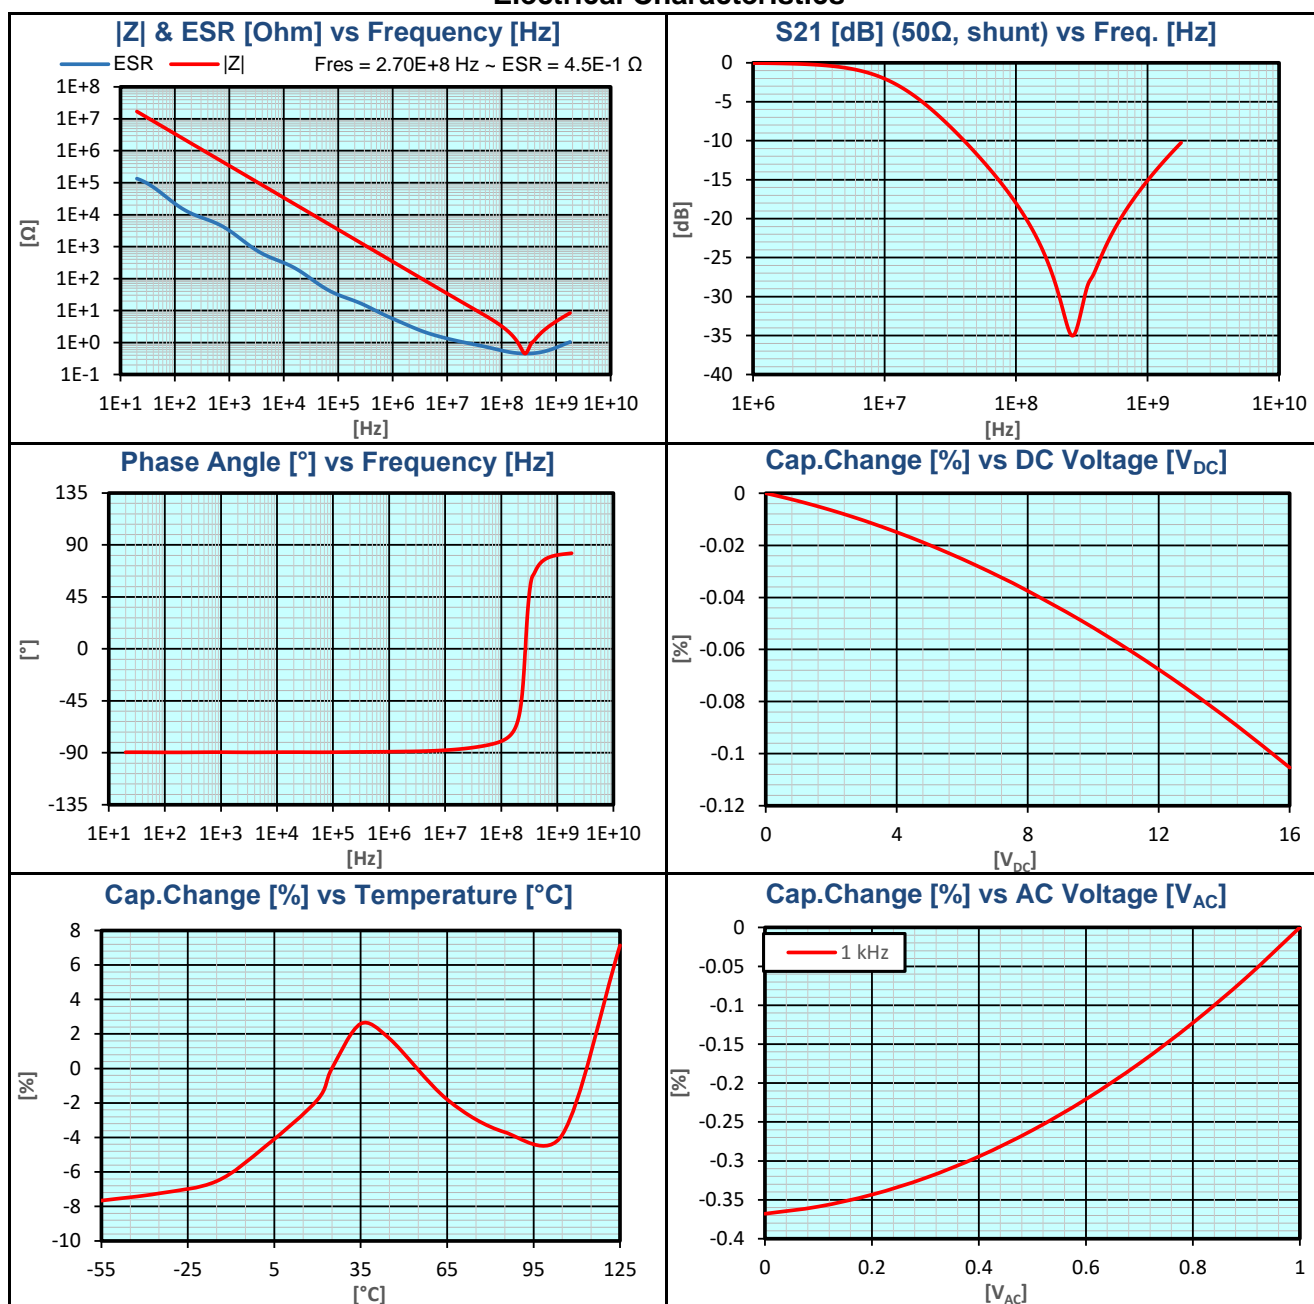 Electrical Characteristics
|Z| & ESR [Ohm] vs Frequency [Hz]
ESR |Z| Fres = 2.70E+8 Hz ~ ESR = 4.5E-1 Ω
1E+8
1E+7
1E+6
1E+5
1E+4
1E+3
1E+2
1E+1
1E+0
1E-1
[Ω]
1E+1 1E+2 1E+3 1E+4 1E+5 1E+6 1E+7 1E+8 1E+9 1E+10
[Hz]
S21 [dB] (50Ω, shunt) vs Freq. [Hz]
0
-5
-10
-15
-20
-25
-30
-35
-40
[dB]
1E+6 1E+7 1E+8 1E+9 1E+10
[Hz]
Phase Angle [°] vs Frequency [Hz]
135
90
45
0
-45
-90
-135
[°]
1E+1 1E+2 1E+3 1E+4 1E+5 1E+6 1E+7 1E+8 1E+9 1E+10
[Hz]
Cap.Change [%] vs DC Voltage [VDC]
0
-0.02
-0.04
-0.06
-0.08
-0.1
-0.12
[%]
0 4 8 12 16
[VDC]
Cap.Change [%] vs Temperature [°C]
8
6
4
2
0
-2
-4
-6
-8
-10
[%]
-55 -25 5 35 65 95 125
[°C]
Cap.Change [%] vs AC Voltage [VAC]
1 kHz
0
-0.05
-0.1
-0.15
-0.2
-0.25
-0.3
-0.35
-0.4
[%]
0 0.2 0.4 0.6 0.8 1
[VAC]